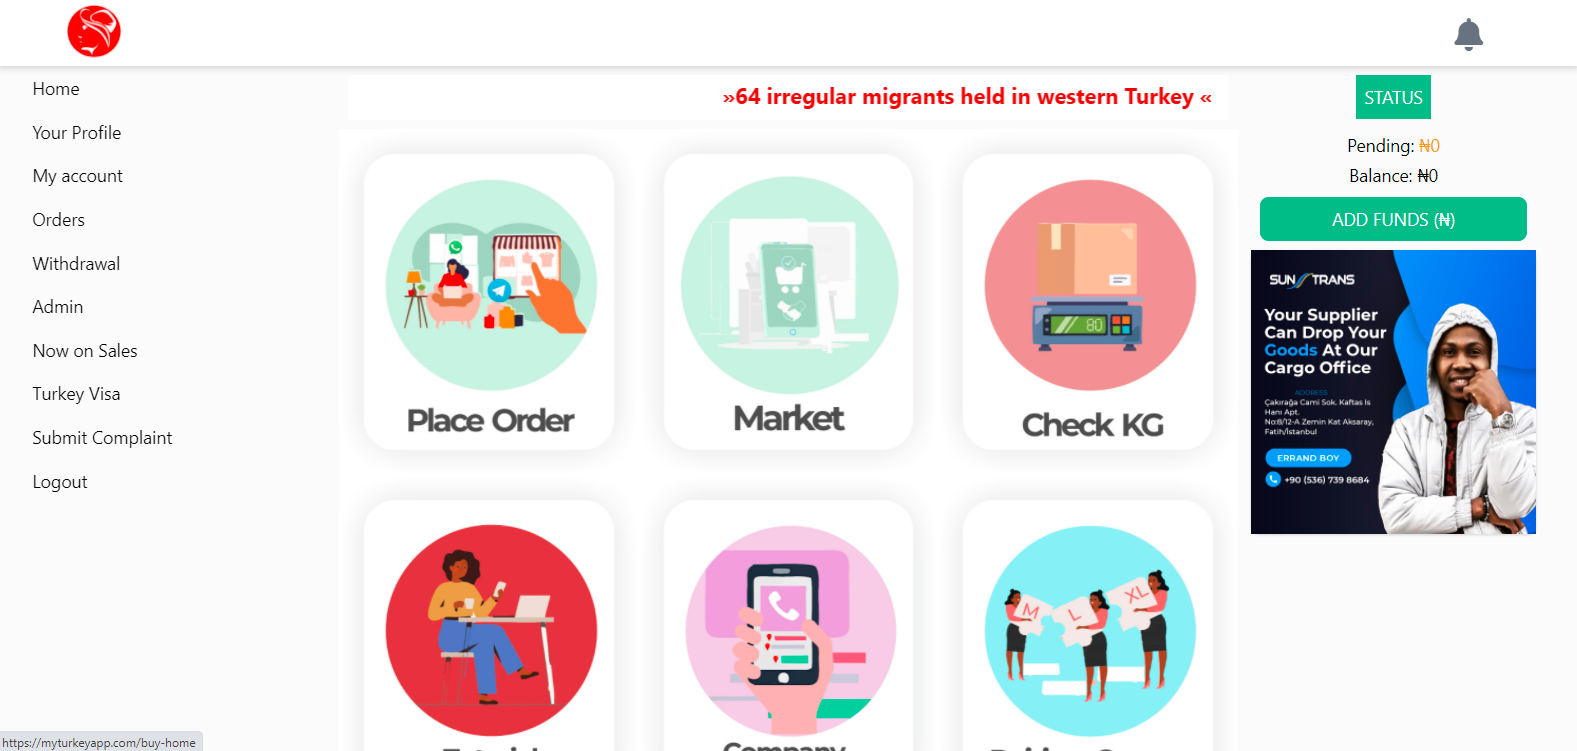 »64 irregular migrants held in western Turkey «
Home
Your Profile
My account
Orders
Withdrawal
Admin
Now on Sales
Turkey Visa
Submit Complaint
Logout
Place Order
Market
Check KG
80
M
L
XL
Company
STATUS
Pending: ₦0
Balance: ₦0
ADD FUNDS (₦)
SUN TRANS
Your Supplier
Can Drop Your
Goods At Our
Cargo Office
ADDRESS
Çakırağa Cami Sok. Kaftas Is
Hanı Apt.
No:8/12-A Zemin Kat Aksaray,
Fatih/İstanbul
ERRAND BOY
+90 (536) 739 8684
https://myturkeyapp.com/buy-home